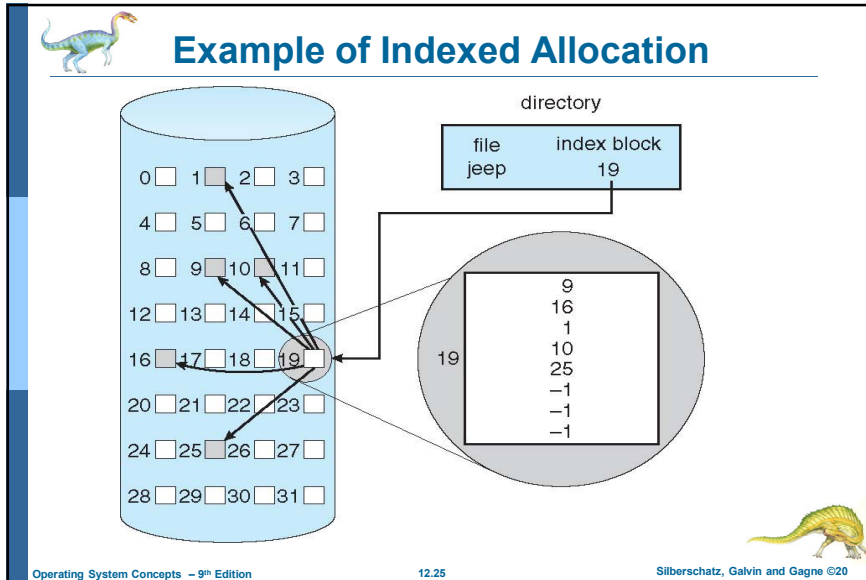 Example of Indexed Allocation
directory
file index block
jeep 19
0 1 2 3
4 5 6 7
8 9 10 11
12 13 14 15
16 17 18 19
20 21 22 23
24 25 26 27
28 29 30 31
19
9
16
1
10
25
–1
–1
–1
Operating System Concepts – 9th Edition 12.25 Silberschatz, Galvin and Gagne ©20